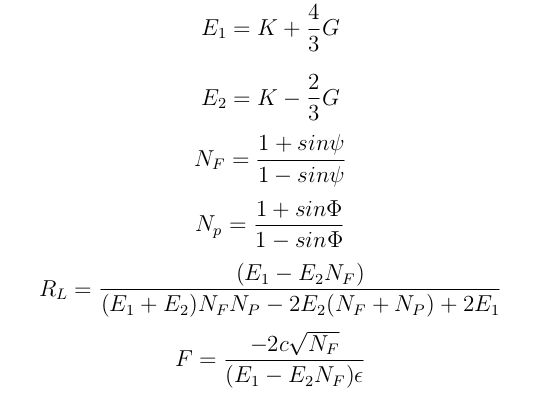 E_1 = K + \frac{4}{3}G
E_2 = K - \frac{2}{3}G
N_F = \frac{1 + sin\psi}{1 - sin\psi}
N_p = \frac{1 + sin\Phi}{1 - sin\Phi}
R_L = \frac{(E_1 - E_2 N_F)}{(E_1 + E_2)N_F N_P - 2E_2(N_F + N_P) + 2E_1}
F = \frac{-2c\sqrt{N_F}}{(E_1 - E_2 N_F)\epsilon}